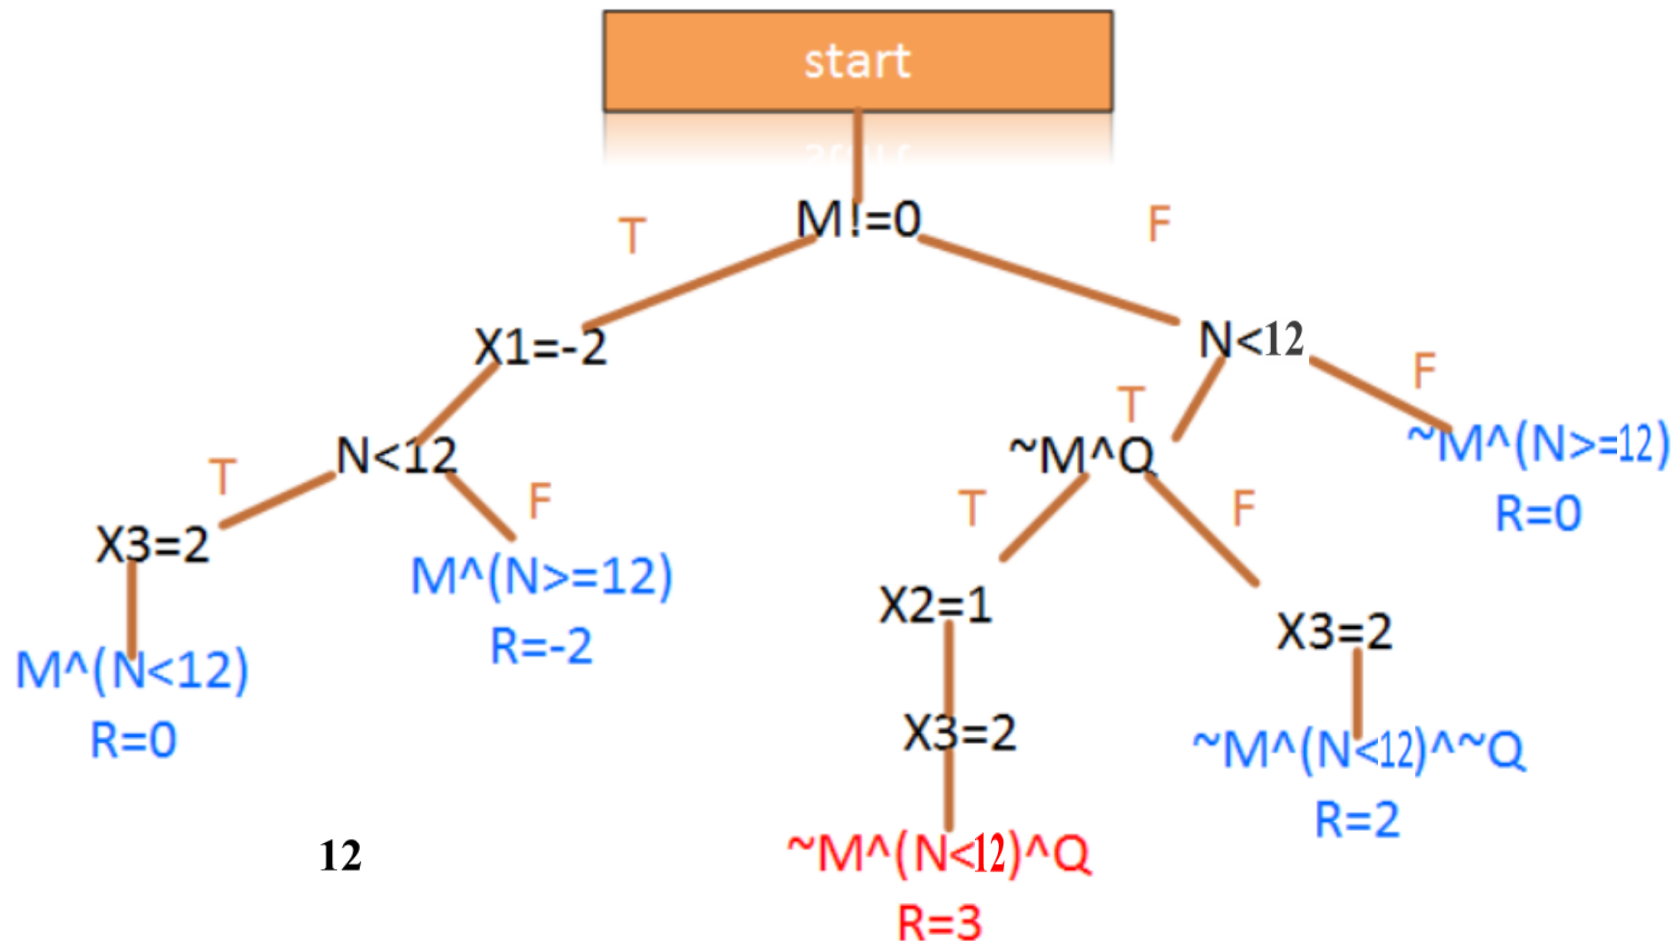 start
M!=0
T
F
X1=-2
N<12
N<12
T
F
T
F
~M^Q
~M^(N>=12)
R=0
X3=2
M^(N>=12)
R=-2
T
F
X2=1
X3=2
M^(N<12)
R=0
X3=2
~M^(N<12)^~Q
R=2
12
~M^(N<12)^Q
R=3